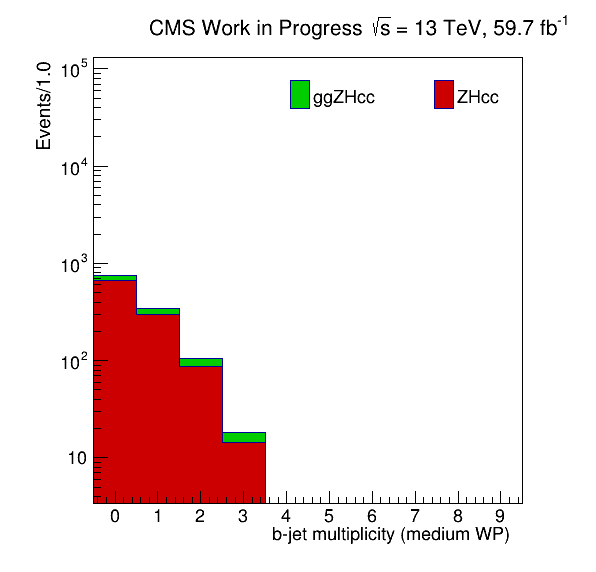 CMS Work in Progress √s = 13 TeV, 59.7 fb⁻¹
Events/1.0
ggZHcc
ZHcc
10⁵
10⁴
10³
10²
10
0 1 2 3 4 5 6 7 8 9
b-jet multiplicity (medium WP)